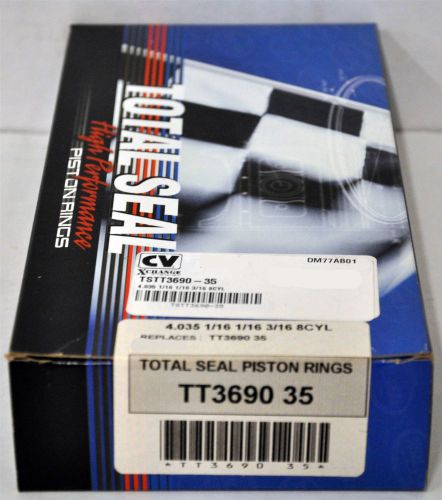 TOTAL SEAL
High Performance
PISTON RINGS
CV
XCHANGE
DM77AB01
TSTT3690-35
4.035 1/16 1/16 3/16 8CYL
TSTT3690-35
4.035 1/16 1/16 3/16 8CYL
REPLACES: TT3690 35
TOTAL SEAL PISTON RINGS
TT3690 35
*TT3690 35*